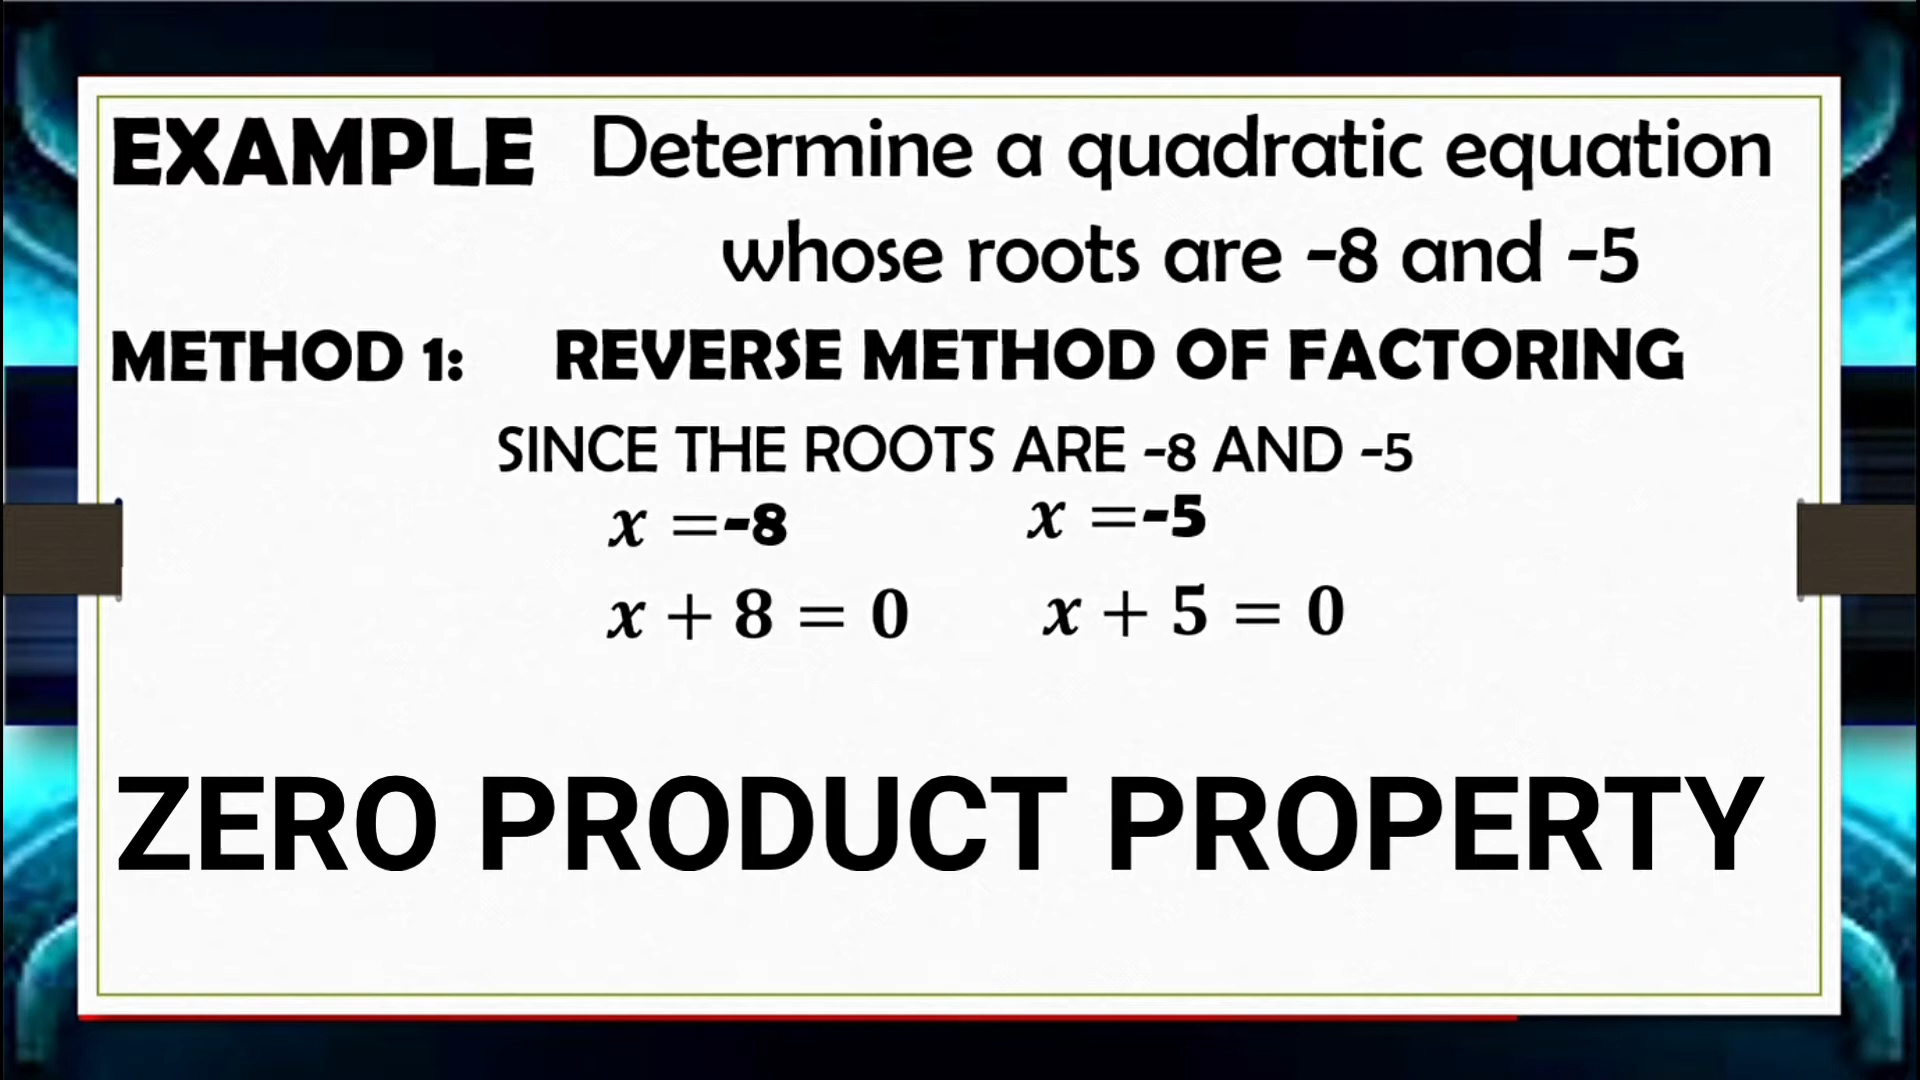 EXAMPLE Determine a quadratic equation
whose roots are -8 and -5
METHOD 1: REVERSE METHOD OF FACTORING
SINCE THE ROOTS ARE -8 AND -5
x =-8 x =-5
x + 8 = 0 x + 5 = 0
ZERO PRODUCT PROPERTY